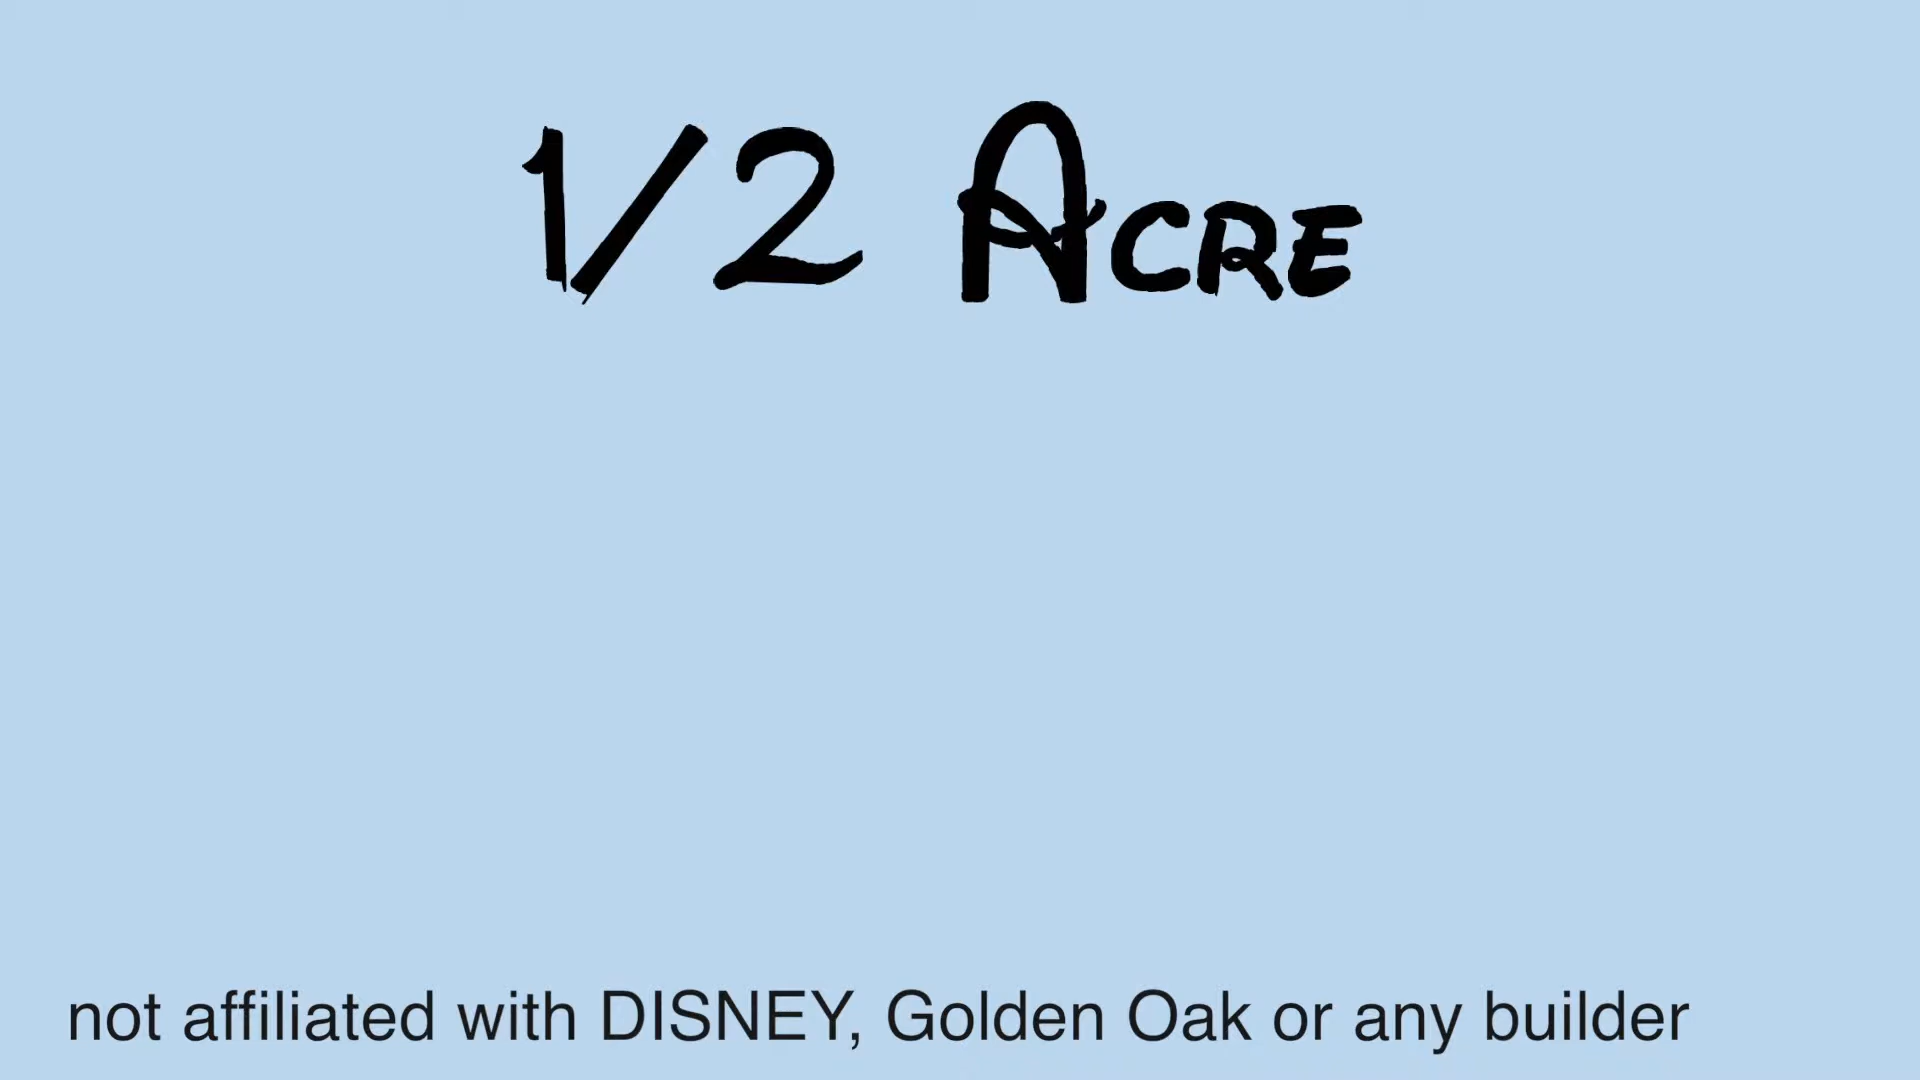 1/2 Acre
not affiliated with DISNEY, Golden Oak or any builder